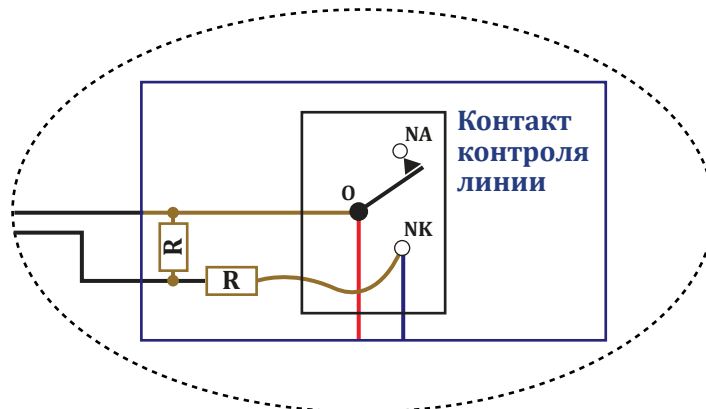 Контакт
контроля
линии
NA
O
NK
R
R